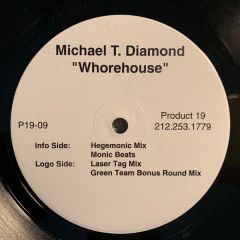 Michael T. Diamond
"Whorehouse"
P19-09
Product 19
212.253.1779
Info Side: Hegemonic Mix
Monic Beats
Logo Side: Laser Tag Mix
Green Team Bonus Round Mix